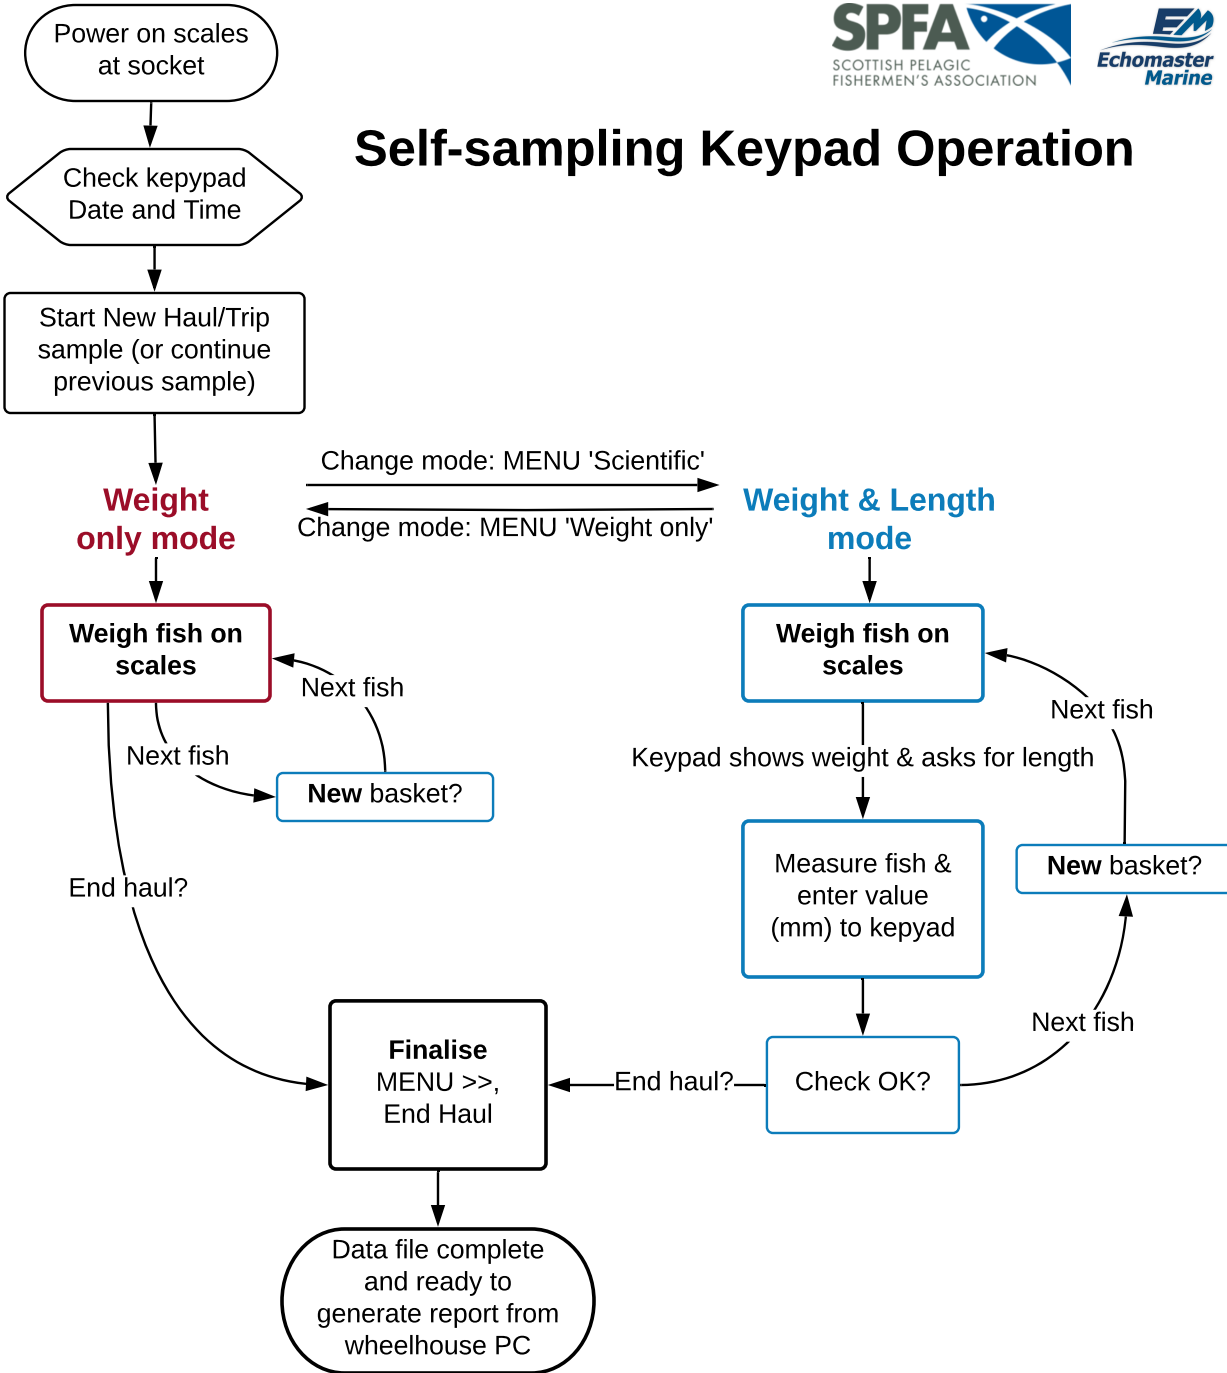 Power on scales
at socket
SPFA
SCOTTISH PELAGIC
FISHERMEN'S ASSOCIATION
EM
Echomaster
Marine
Self-sampling Keypad Operation
Check kepypad
Date and Time
Start New Haul/Trip
sample (or continue
previous sample)
Change mode: MENU 'Scientific'
Change mode: MENU 'Weight only'
Weight
only mode
Weight & Length
mode
Weigh fish on
scales
Next fish
Next fish
New basket?
End haul?
Weigh fish on
scales
Next fish
Keypad shows weight & asks for length
Measure fish &
enter value
(mm) to kepyad
New basket?
Next fish
Check OK?
End haul?
Finalise
MENU >>,
End Haul
Data file complete
and ready to
generate report from
wheelhouse PC